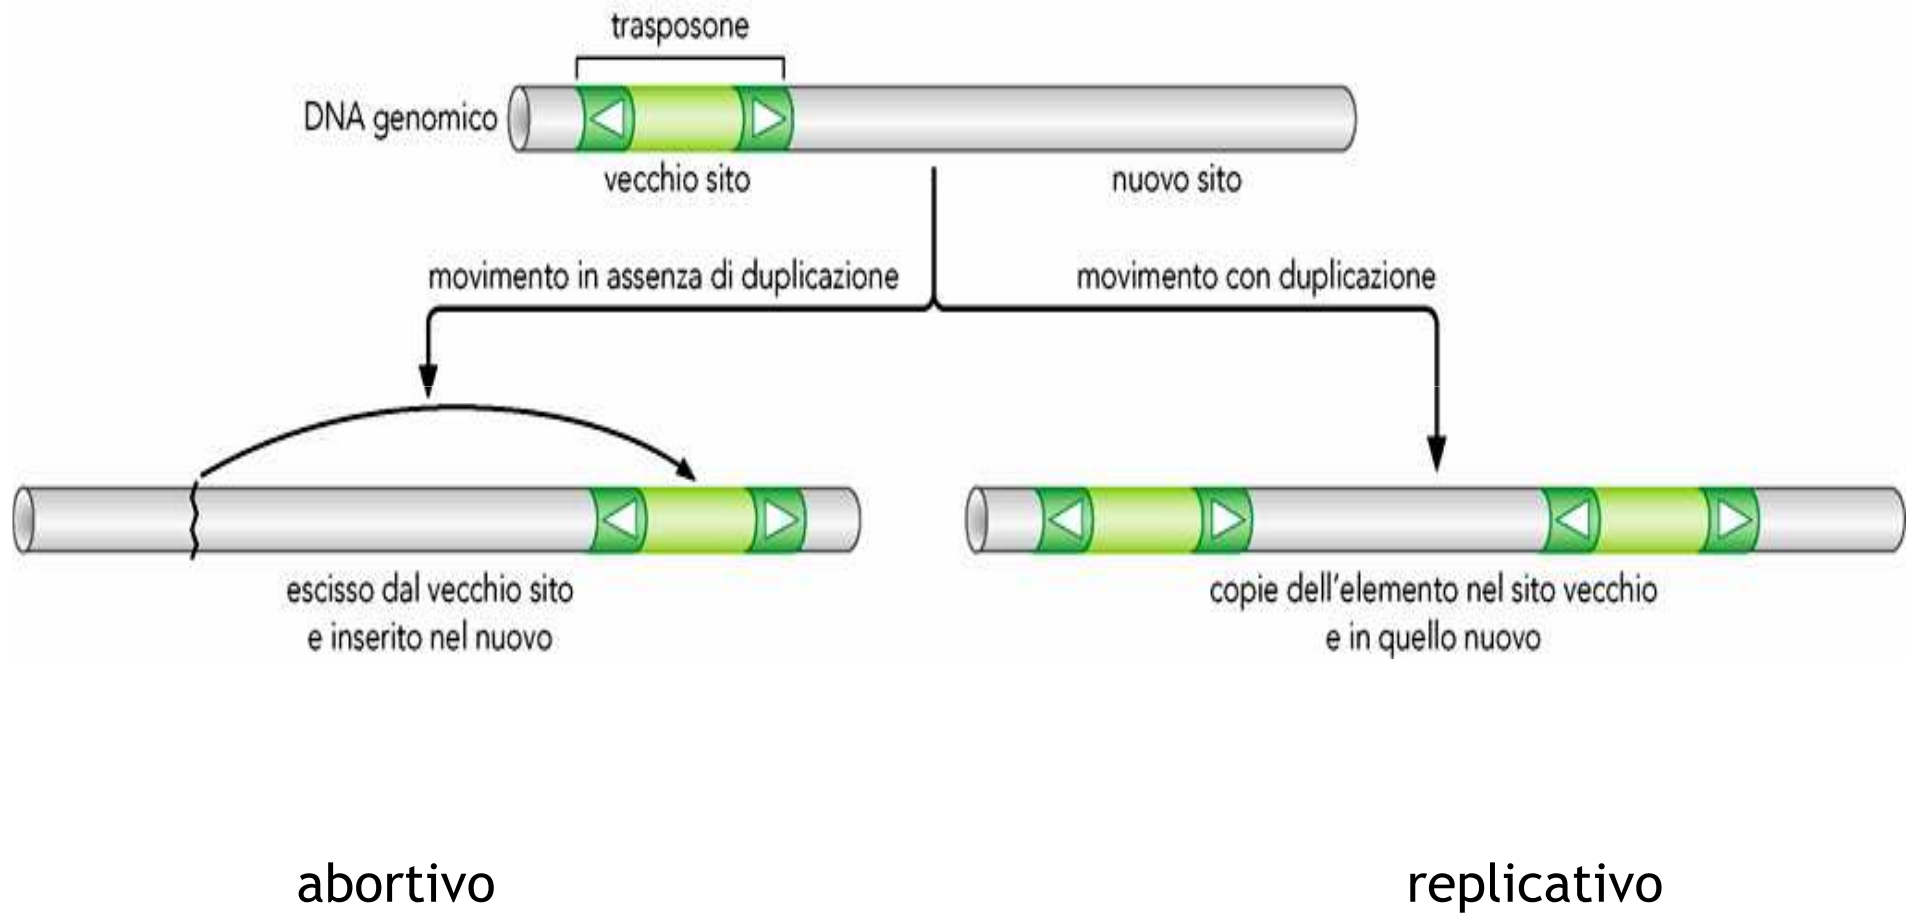 trasposone
DNA genomico
vecchio sito
nuovo sito
movimento in assenza di duplicazione
movimento con duplicazione
escisso dal vecchio sito
e inserito nel nuovo
copie dell'elemento nel sito vecchio
e in quello nuovo
abortivo
replicativo